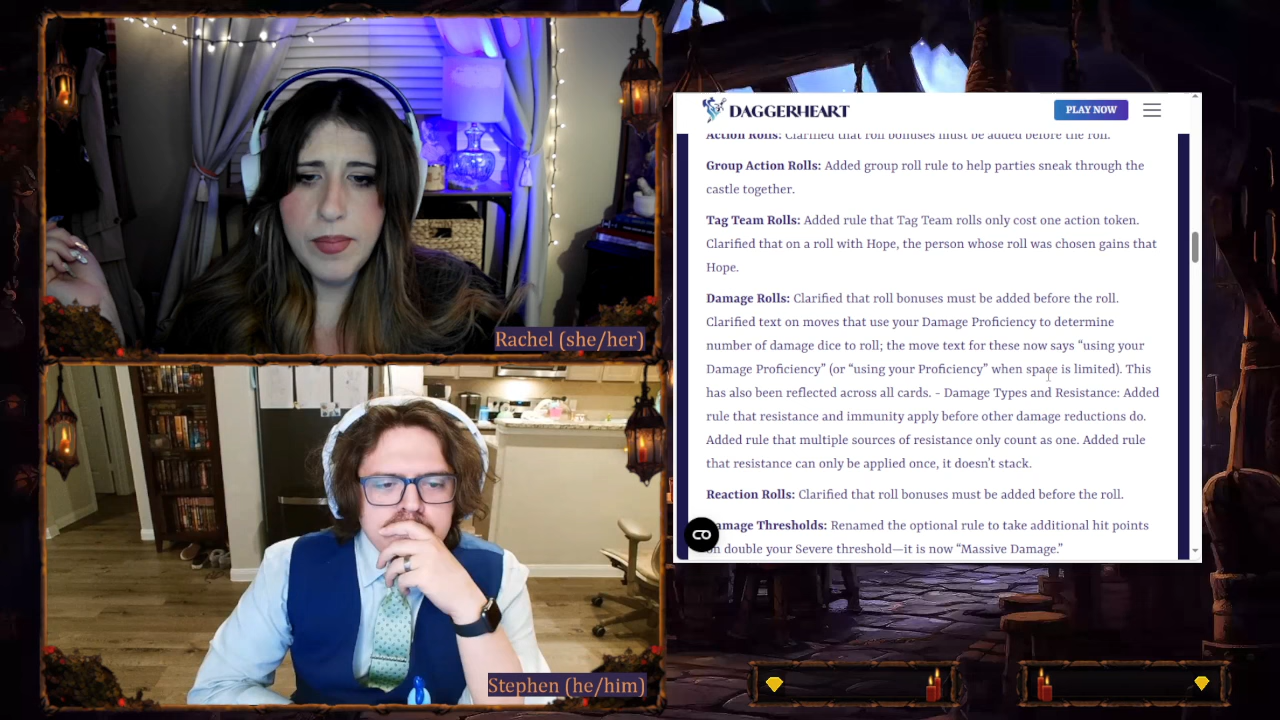 DAGGERHEART
PLAY NOW
Action Rolls: Clarified that roll bonuses must be added before the roll.
Group Action Rolls: Added group roll rule to help parties sneak through the
castle together.
Tag Team Rolls: Added rule that Tag Team rolls only cost one action token.
Clarified that on a roll with Hope, the person whose roll was chosen gains that
Hope.
Damage Rolls: Clarified that roll bonuses must be added before the roll.
Clarified text on moves that use your Damage Proficiency to determine
number of damage dice to roll; the move text for these now says “using your
Damage Proficiency” (or “using your Proficiency” when space is limited). This
has also been reflected across all cards. - Damage Types and Resistance: Added
rule that resistance and immunity apply before other damage reductions do.
Added rule that multiple sources of resistance only count as one. Added rule
that resistance can only be applied once, it doesn’t stack.
Reaction Rolls: Clarified that roll bonuses must be added before the roll.
Damage Thresholds: Renamed the optional rule to take additional hit points
on double your Severe threshold—it is now “Massive Damage.”
Rachel (she/her)
Stephen (he/him)